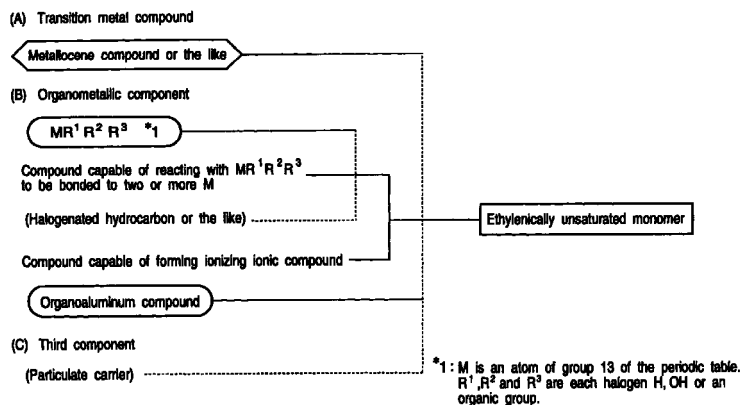 (A) Transition metal compound
Metallocene compound or the like
(B) Organometallic component
MR¹ R² R³ *1
Compound capable of reacting with MR¹R²R³
to be bonded to two or more M
(Halogenated hydrocarbon or the like)
Ethylenically unsaturated monomer
Compound capable of forming ionizing ionic compound
Organoaluminum compound
(C) Third component
(Particulate carrier)
*1 : M is an atom of group 13 of the periodic table.
R¹ ,R² and R³ are each halogen H, OH or an
organic group.